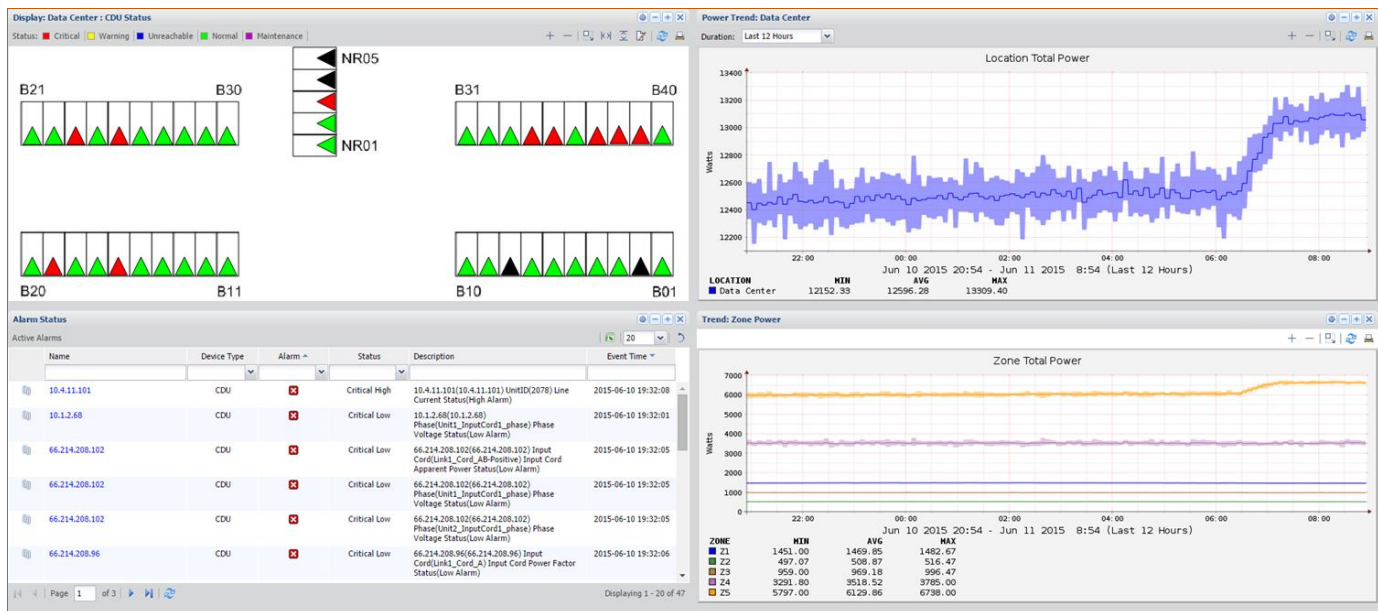 Display: Data Center : CDU Status
Status: Critical Warning Unreachable Normal Maintenance
NR05
B21 B30
B31 B40
NR01
B20 B11
B10 B01
Power Trend: Data Center
Duration: Last 12 Hours
Location Total Power
13400
13200
13000
12800
12600
12400
12200
Watts
22:00 00:00 02:00 04:00 06:00 08:00
Jun 10 2015 20:54 - Jun 11 2015 8:54 (Last 12 Hours)
LOCATION MIN AVG MAX
Data Center 12152.33 12596.28 13309.40
Alarm Status
Active Alarms 20
Name Device Type Alarm Status Description Event Time
10.4.11.101 CDU Critical High 10.4.11.101(10.4.11.101) UnitID(2078) Line 2015-06-10 19:32:08
Current Status(High Alarm)
10.1.2.68 CDU Critical Low 10.1.2.68(10.1.2.68) 2015-06-10 19:32:01
Phase(Unit1_InputCord1_phase) Phase
Voltage Status(Low Alarm)
66.214.208.102 CDU Critical Low 66.214.208.102(66.214.208.102) Input 2015-06-10 19:32:05
Cord(Link1_Cord_AB-Positive) Input Cord
Apparent Power Status(Low Alarm)
66.214.208.102 CDU Critical Low 66.214.208.102(66.214.208.102) 2015-06-10 19:32:05
Phase(Unit1_InputCord1_phase) Phase
Voltage Status(Low Alarm)
66.214.208.102 CDU Critical Low 66.214.208.102(66.214.208.102) 2015-06-10 19:32:05
Phase(Unit2_InputCord1_phase) Phase
Voltage Status(Low Alarm)
66.214.208.96 CDU Critical Low 66.214.208.96(66.214.208.96) Input 2015-06-10 19:32:06
Cord(Link1_Cord_A) Input Cord Power Factor
Status(Low Alarm)
Page 1 of 3 Displaying 1 - 20 of 47
Trend: Zone Power
Zone Total Power
7000
6000
5000
4000
3000
2000
1000
0
Watts
22:00 00:00 02:00 04:00 06:00 08:00
Jun 10 2015 20:54 - Jun 11 2015 8:54 (Last 12 Hours)
ZONE MIN AVG MAX
Z1 1451.00 1469.85 1482.67
Z2 497.07 508.87 516.47
Z3 959.00 969.18 996.47
Z4 3291.80 3518.52 3785.00
Z5 5797.00 6129.86 6738.00